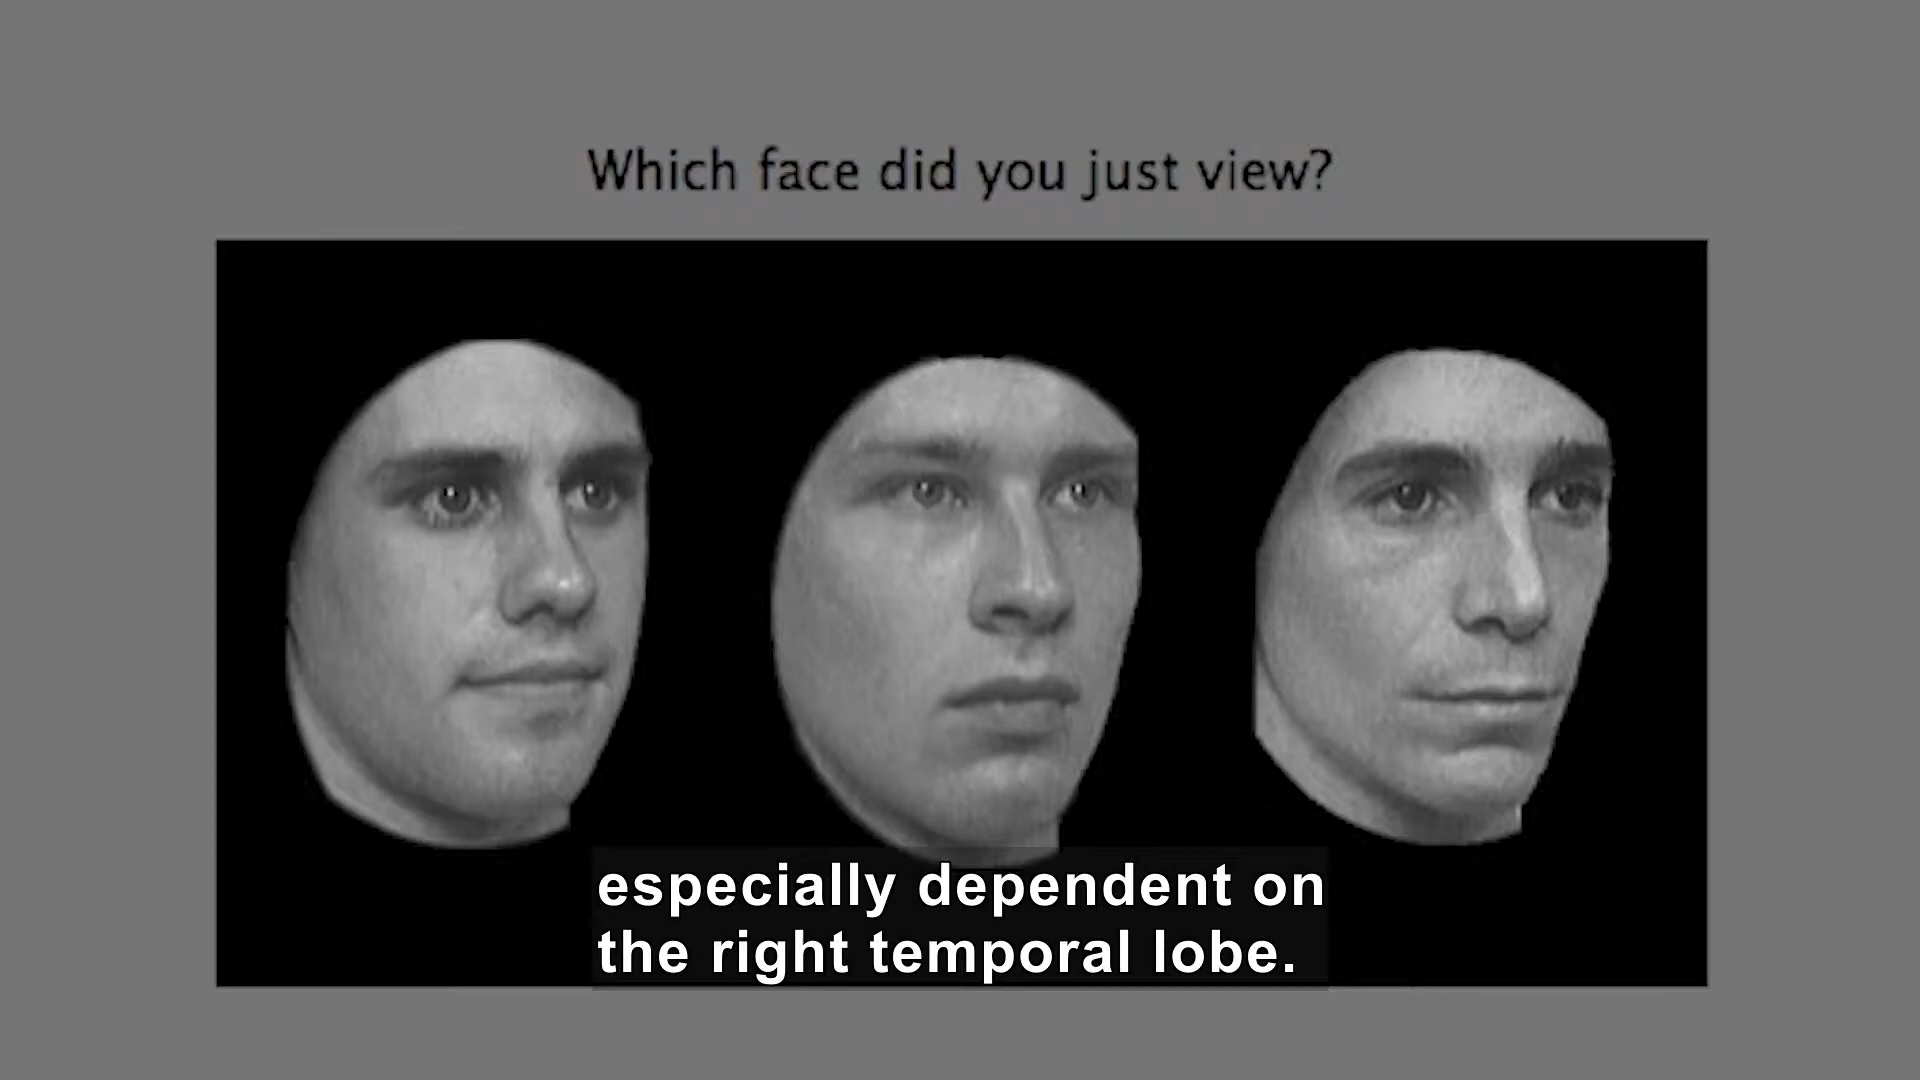 Which face did you just view?
especially dependent on
the right temporal lobe.